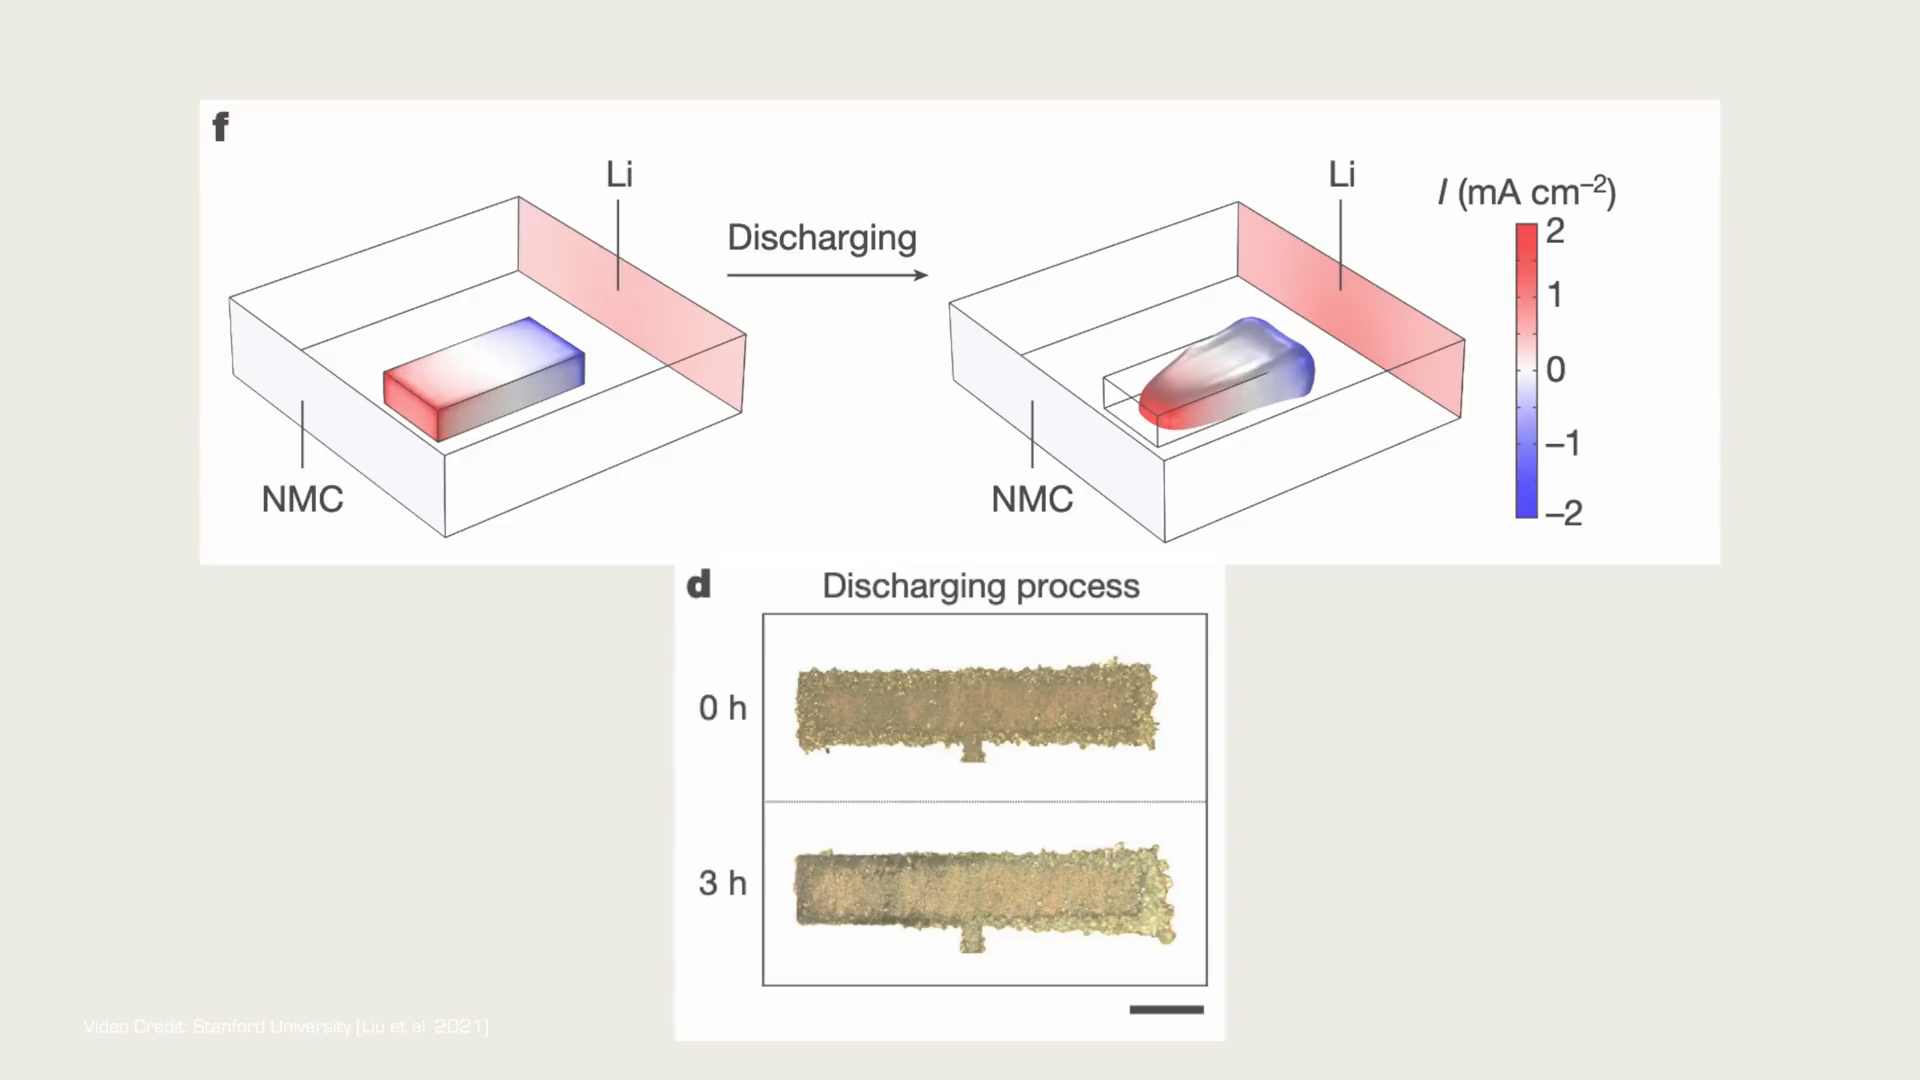 f
Li
Discharging
NMC
Li
NMC
I (mA cm⁻²)
2
1
0
–1
–2
d
Discharging process
0 h
3 h
Video Credit: Stanford University [Liu et al 2021]